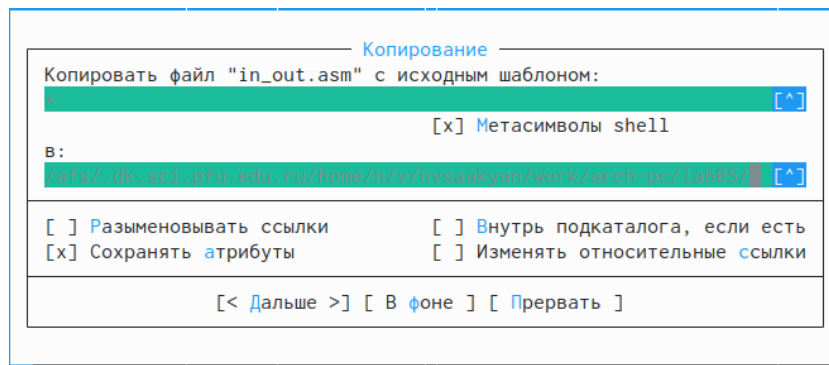 Копирование
Копировать файл "in_out.asm" с исходным шаблоном:
* [^]
[x] Метасимволы shell
в:
/afs/.dk.sci.pfu.edu.ru/home/n/v/nvsaakyan/work/arch-pc/lab05/ [^]
[ ] Разыменовывать ссылки [ ] Внутрь подкаталога, если есть
[x] Сохранять атрибуты [ ] Изменять относительные ссылки
[< Дальше >] [ В фоне ] [ Прервать ]